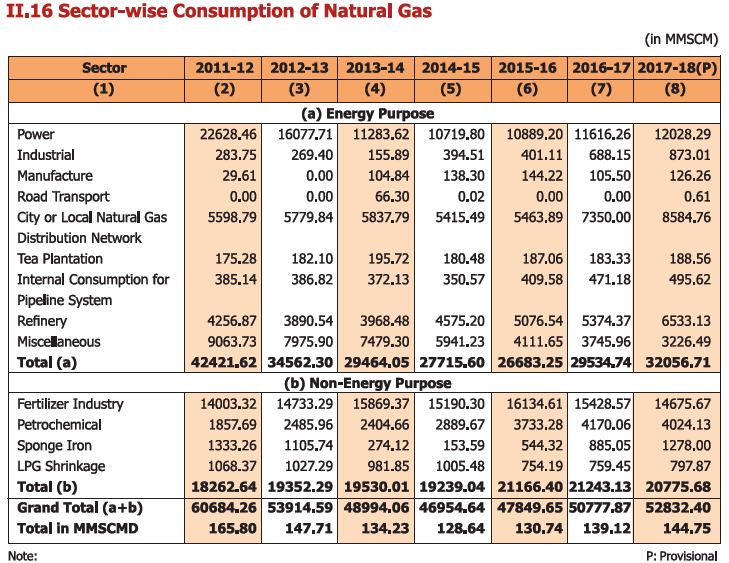 II.16 Sector-wise Consumption of Natural Gas
(in MMSCM)
Sector 2011-12 2012-13 2013-14 2014-15 2015-16 2016-17 2017-18(P)
(1) (2) (3) (4) (5) (6) (7) (8)
(a) Energy Purpose
Power 22628.46 16077.71 11283.62 10719.80 10889.20 11616.26 12028.29
Industrial 283.75 269.40 155.89 394.51 401.11 688.15 873.01
Manufacture 29.61 0.00 104.84 138.30 144.22 105.50 126.26
Road Transport 0.00 0.00 66.30 0.02 0.00 0.00 0.61
City or Local Natural Gas 5598.79 5779.84 5837.79 5415.49 5463.89 7350.00 8584.76
Distribution Network
Tea Plantation 175.28 182.10 195.72 180.48 187.06 183.33 188.56
Internal Consumption for 385.14 386.82 372.13 350.57 409.58 471.18 495.62
Pipeline System
Refinery 4256.87 3890.54 3968.48 4575.20 5076.54 5374.37 6533.13
Miscellaneous 9063.73 7975.90 7479.30 5941.23 4111.65 3745.96 3226.49
Total (a) 42421.62 34562.30 29464.05 27715.60 26683.25 29534.74 32056.71
(b) Non-Energy Purpose
Fertilizer Industry 14003.32 14733.29 15869.37 15190.30 16134.61 15428.57 14675.67
Petrochemical 1857.69 2485.96 2404.66 2889.67 3733.28 4170.06 4024.13
Sponge Iron 1333.26 1105.74 274.12 153.59 544.32 885.05 1278.00
LPG Shrinkage 1068.37 1027.29 981.85 1005.48 754.19 759.45 797.87
Total (b) 18262.64 19352.29 19530.01 19239.04 21166.40 21243.13 20775.68
Grand Total (a+b) 60684.26 53914.59 48994.06 46954.64 47849.65 50777.87 52832.40
Total in MMSCMD 165.80 147.71 134.23 128.64 130.74 139.12 144.75
Note: P: Provisional